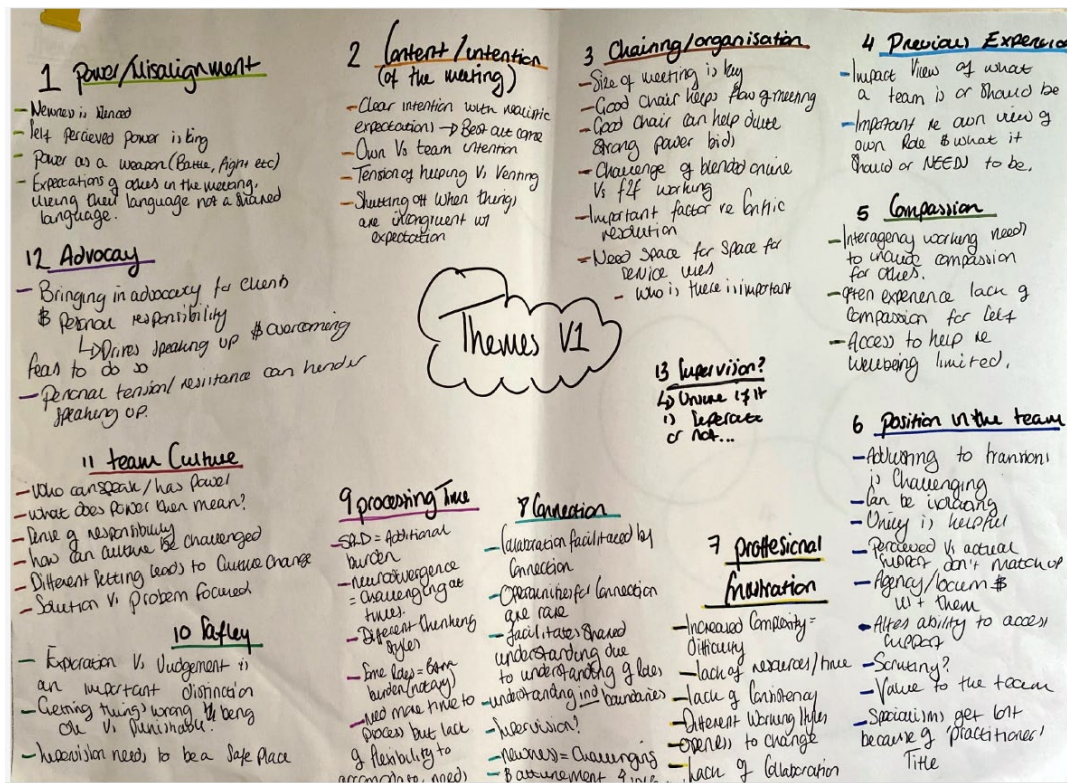 1 Power/Misalignment
- Newness is silenced
- Self percieved power is King
- Power as a weapon (Battle, Fight etc)
- Expectations of others in the meeting,
using their language not a shared
language.
2 Content/intention
(of the meeting)
- Clear intention with realistic
expectations → Best out come
- Own Vs team intention
- Tension of helping Vs Venting
- Shutting off When things
are incongruent w/
expectation
3 Chairing/organisation
- Size of meeting is key
- Good chair helps flow of meeting
- Good chair can help dilute
strong power bids
- Challenge of blended online
Vs f2f working
- Important factor re conflict
resolution
- Need space for space for
service users
- Who is there is important
4 Previous Experience
- Impact View of what
a team is or Should be
- Important re own view of
own Role & what it
Should or NEEDS to be.
5 Compassion
- Interagency working needs
to include compassion
for others.
- Often experience lack of
Compassion for Self
- Access to help re
wellbeing limited.
12 Advocay
- Bringing in advocacy for clients
& Personal responsibility
↳ Drives speaking up & overcoming
fears to do so
- Personal tension/resistance can hinder
speaking up.
Themes V1
13 Supervision?
↳ Unsure if it
is Seperate
or not...
6 Position in the team
- Adjusting to transitions
is Challenging
- Can be isolating
- Unity is helpful
- Perceived Vs actual
support don't match up
- Agency/locum &
us + them
- Alters ability to access
support
- Scrutiny?
- Value to the team
- Specialisms get lost
because of 'practitioner'
Title
11 team Culture
- Who can speak/has Power
- What does power then mean?
- Sense of responsibility
- how can culture be challenged
- Different Setting leads to Culture Change
- Solution Vs Problem focused
10 Saftey
- Exploration Vs Judgement is
an important distinction
- Getting things wrong being
ok Vs punishable?
- Supervision needs to be a Safe Place
9 processing Time
- SPLD = Additional
burden
- neurodivergence
= challenging at
times.
- Different thinking
styles
- Some Roles = Extra
burden (notary)
- need more time to
process but lack
of flexibility to
accomodate needs
8 Connection
- Collaboration facilitated by
Connection
- Opportunities for Connection
are rare
- facilitates Shared
understanding due
to understanding of Roles
- understanding ind boundaries
- Supervision?
- newness = Challenging
7 proffesional
frustration
- Increased Complexity =
Difficulty
- lack of resources/time
- lack of Consistency
- Different Working Styles
- openess to change
- Lack of Collaboration